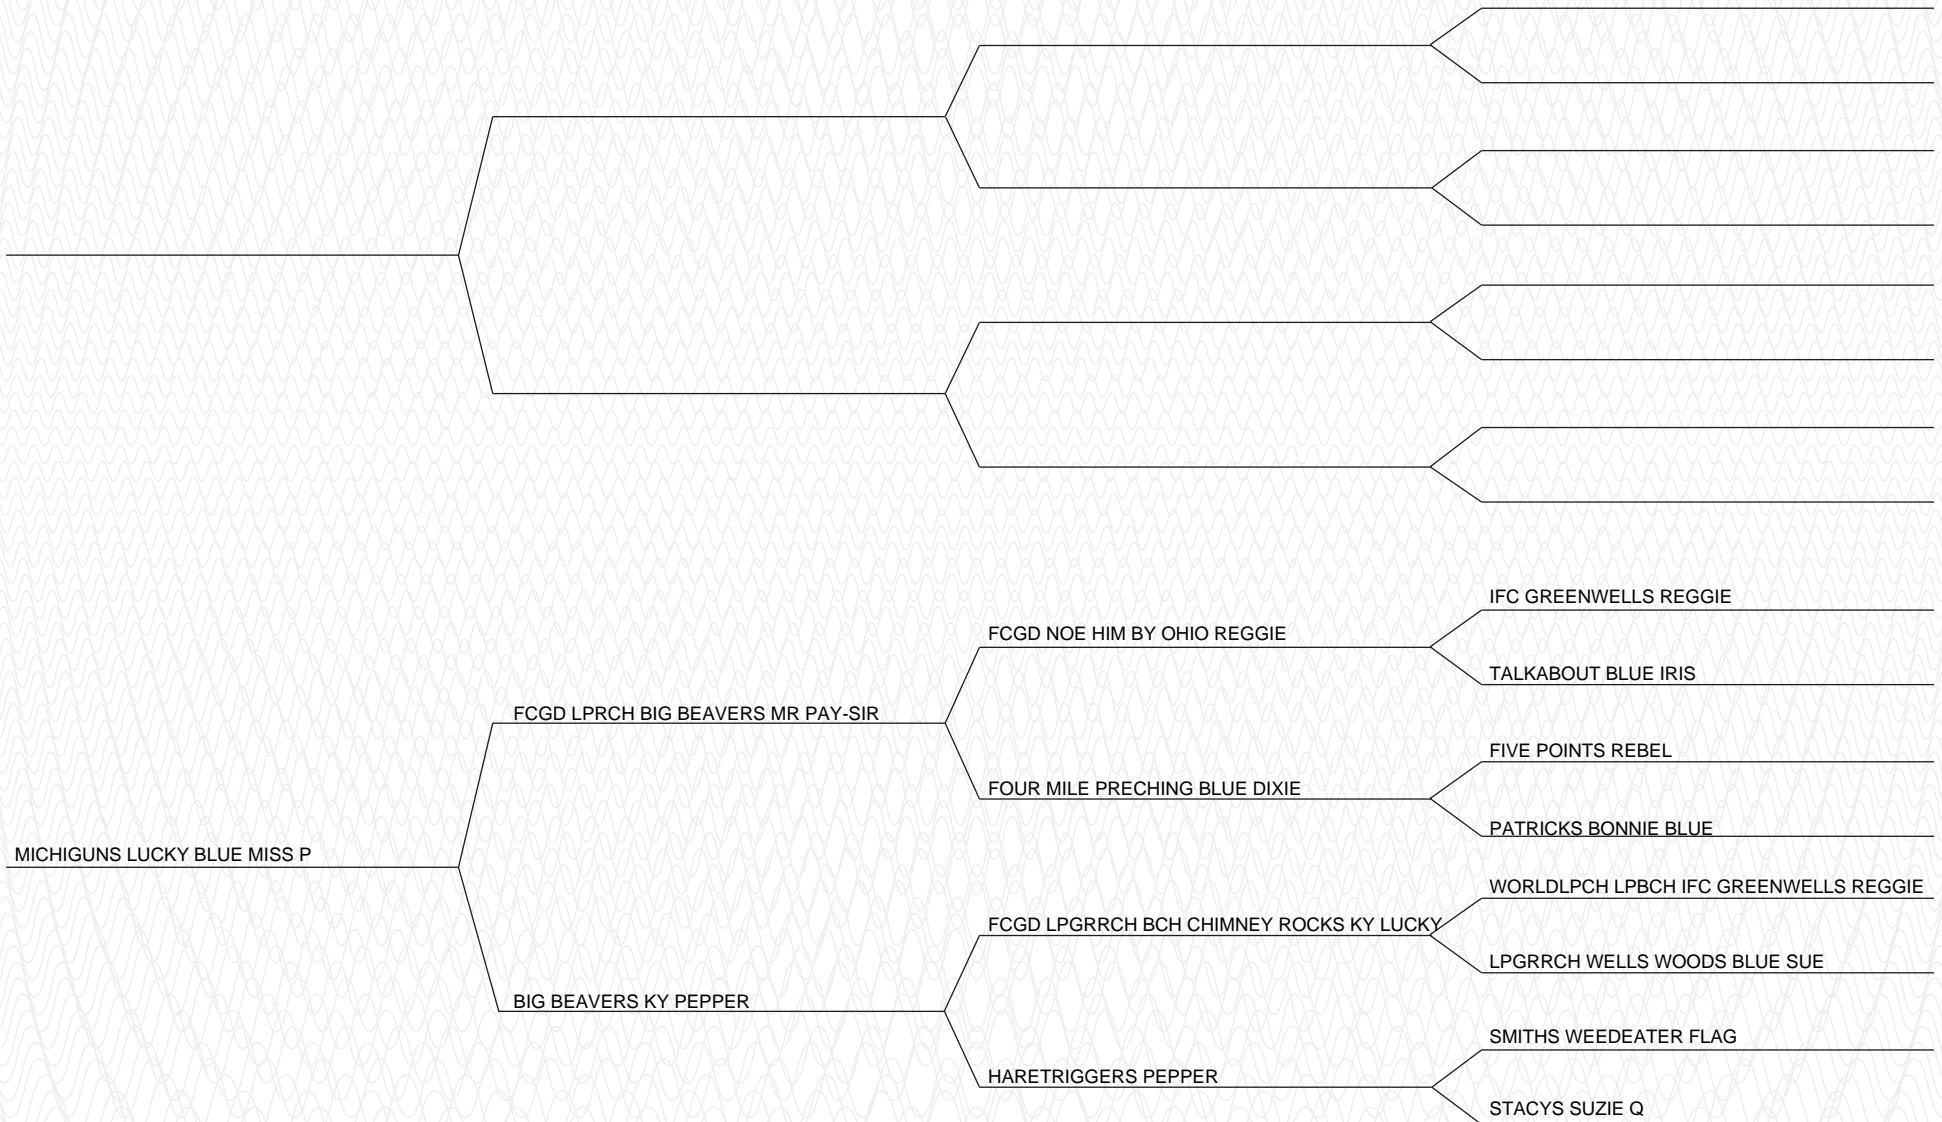 IFC GREENWELLS REGGIE
FCGD NOE HIM BY OHIO REGGIE
TALKABOUT BLUE IRIS
FCGD LPRCH BIG BEAVERS MR PAY-SIR
FIVE POINTS REBEL
FOUR MILE PRECHING BLUE DIXIE
PATRICKS BONNIE BLUE
MICHIGUNS LUCKY BLUE MISS P
WORLDLPCH LPBCH IFC GREENWELLS REGGIE
FCGD LPGRRCH BCH CHIMNEY ROCKS KY LUCKY
LPGRRCH WELLS WOODS BLUE SUE
BIG BEAVERS KY PEPPER
SMITHS WEEDEATER FLAG
HARETRIGGERS PEPPER
STACYS SUZIE Q